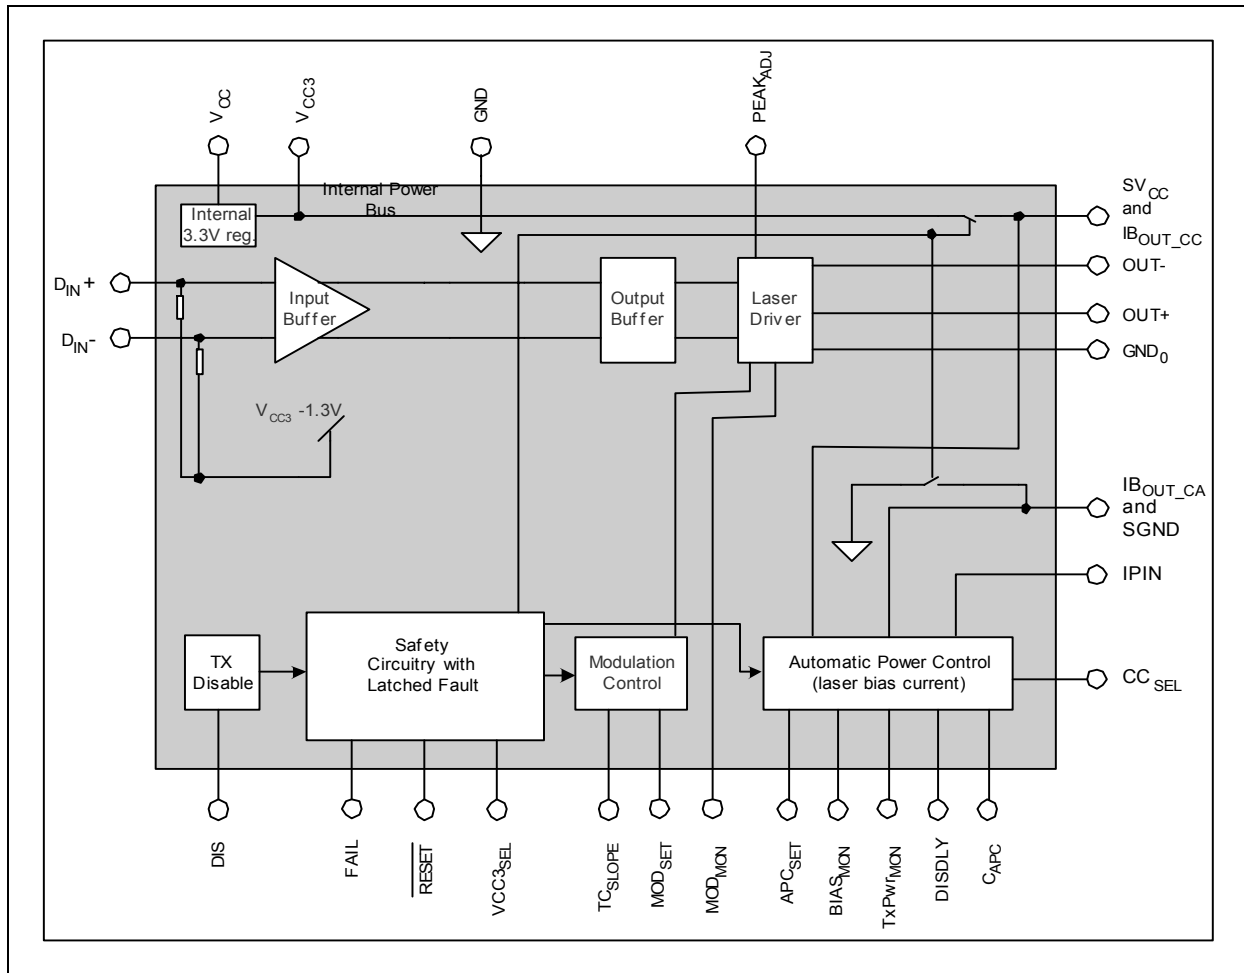 VCC
VCC3
GND
PEAKADJ
Internal Power
Bus
Internal
3.3V reg.
SVCC
and
IBOUT_CC
DIN+
DIN-
Input
Buffer
Output
Buffer
Laser
Driver
OUT-
OUT+
GND0
VCC3 -1.3V
IBOUT_CA
and
SGND
IPIN
TX
Disable
Safety
Circuitry with
Latched Fault
Modulation
Control
Automatic Power Control
(laser bias current)
CCSEL
DIS
FAIL
RESET
VCC3SEL
TCSLOPE
MODSET
MODMON
APCSET
BIASMON
TxPwrMON
DISDLY
CAPC